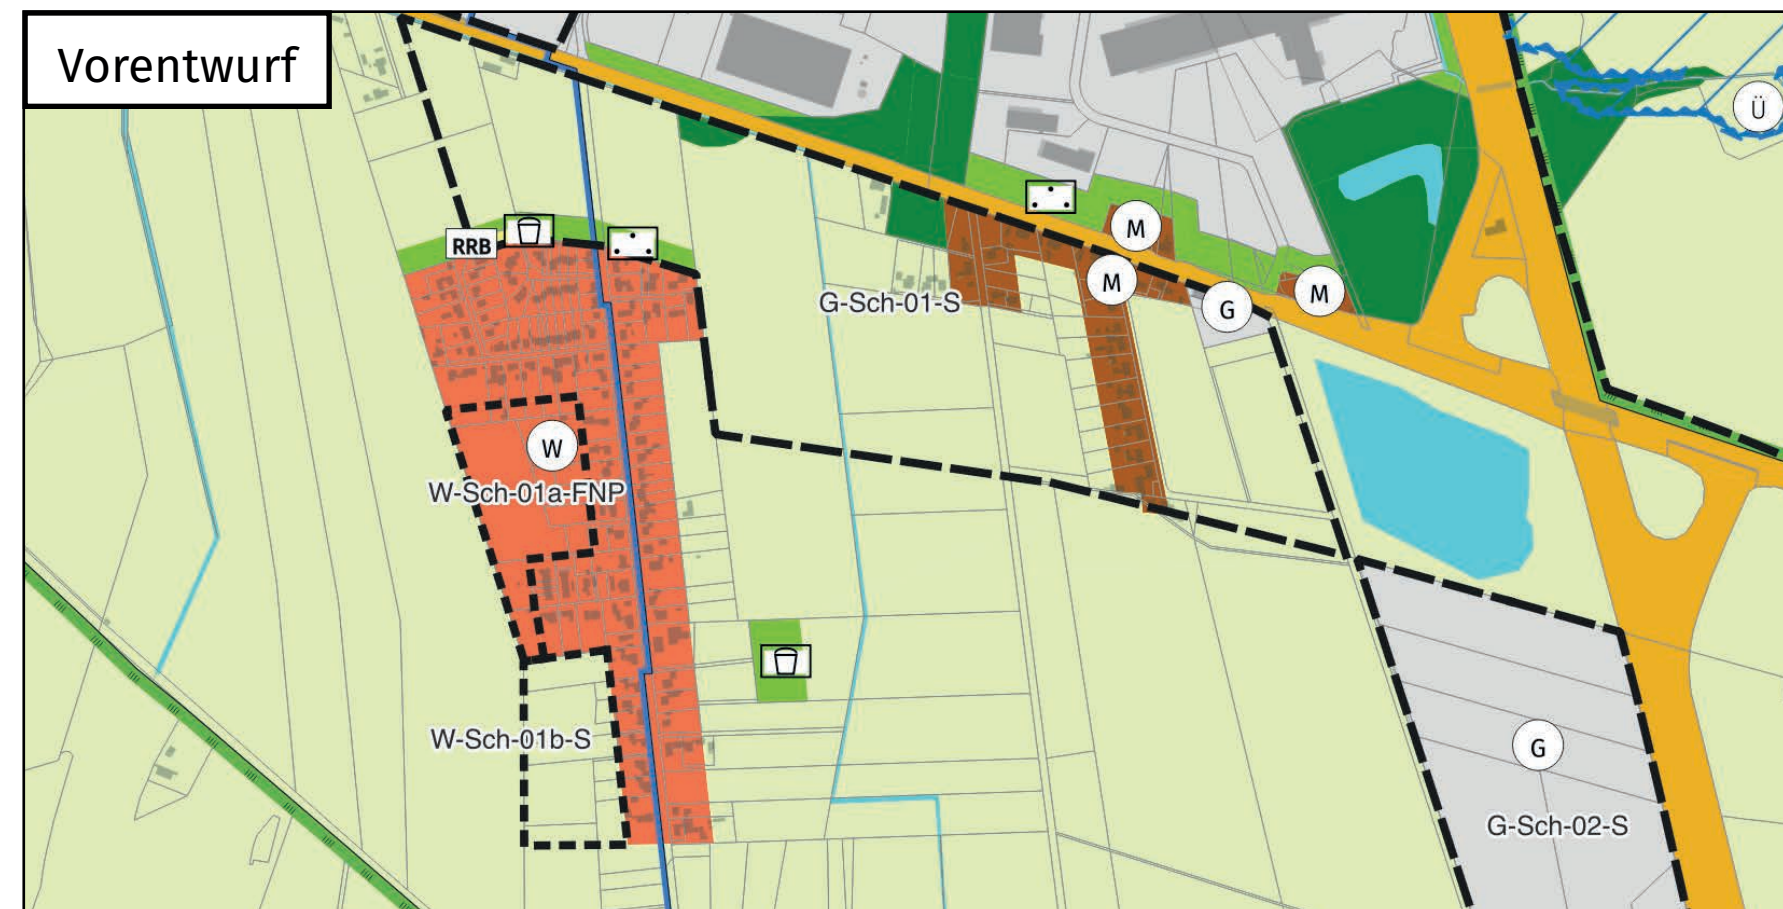 Vorentwurf
Ü
RRB
M
M
G-Sch-01-S
G
M
W
W-Sch-01a-FNP
W-Sch-01b-S
G
G-Sch-02-S